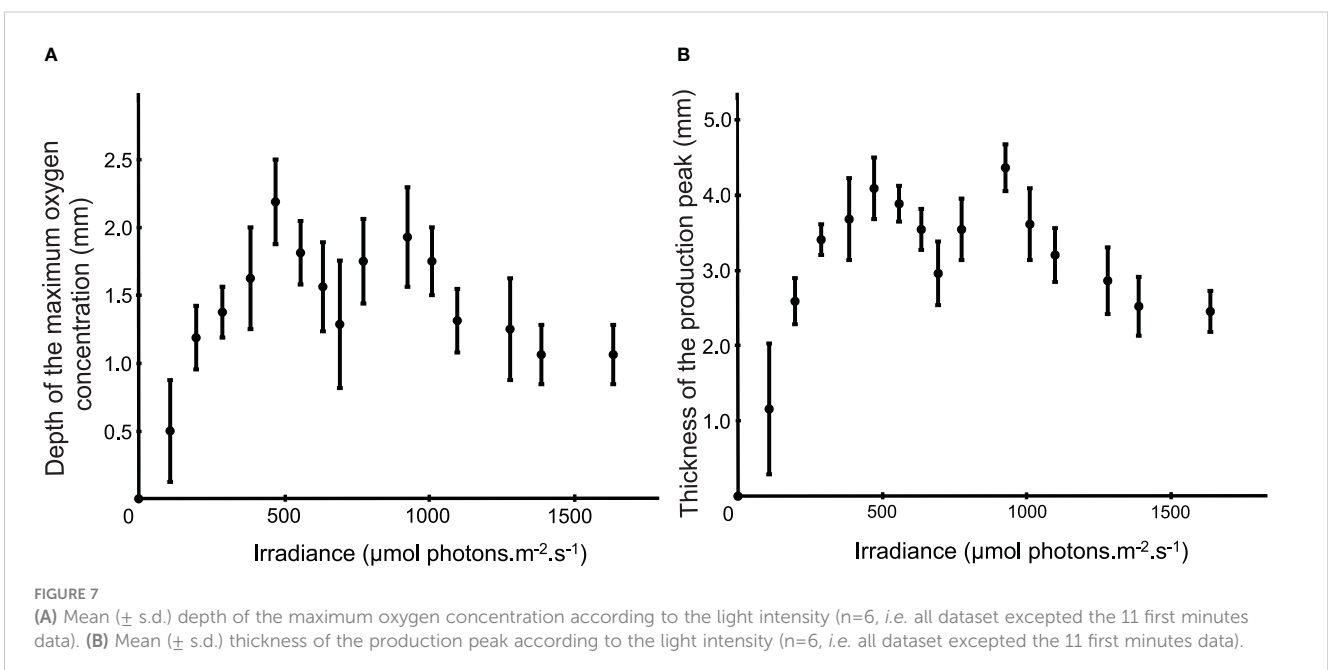 A
B
Depth of the maximum oxygen
concentration (mm)
2.5
2.0
1.5
1.0
0.5
0
500
1000
1500
Irradiance (µmol photons.m-2.s-1)
Thickness of the production peak (mm)
5.0
4.0
3.0
2.0
1.0
0
500
1000
1500
Irradiance (µmol photons.m-2.s-1)
FIGURE 7
(A) Mean (± s.d.) depth of the maximum oxygen concentration according to the light intensity (n=6, i.e. all dataset excepted the 11 first minutes
data). (B) Mean (± s.d.) thickness of the production peak according to the light intensity (n=6, i.e. all dataset excepted the 11 first minutes data).